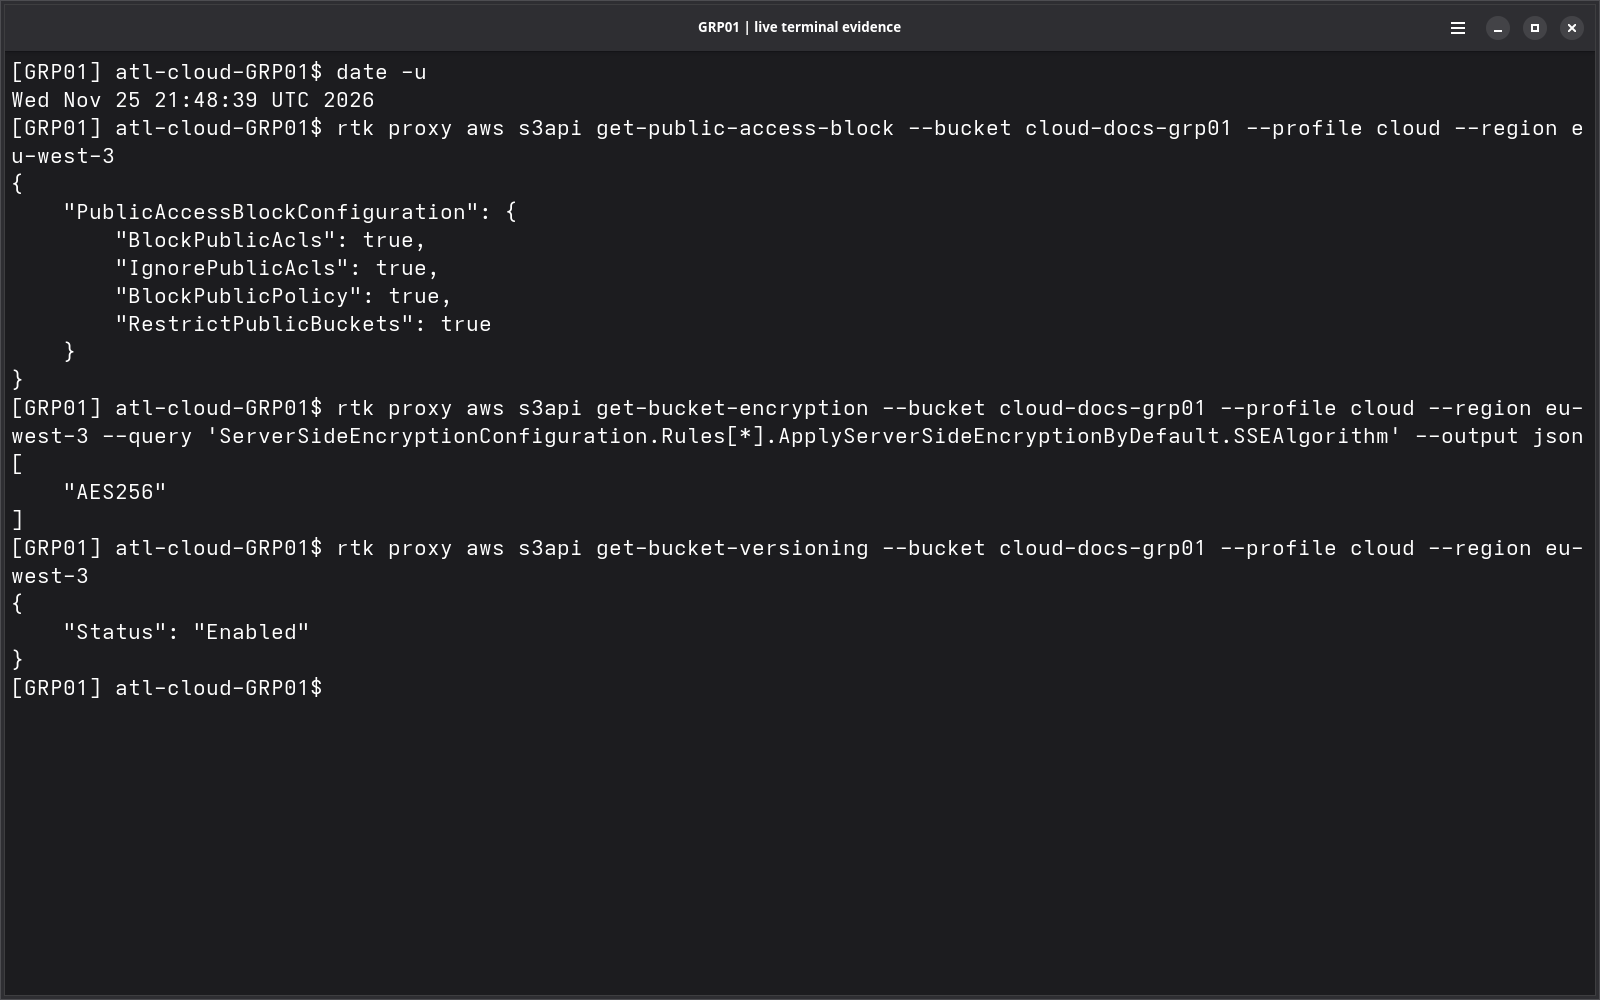 GRP01 | live terminal evidence
[GRP01] atl-cloud-GRP01$ date -u
Wed Nov 25 21:48:39 UTC 2026
[GRP01] atl-cloud-GRP01$ rtk proxy aws s3api get-public-access-block --bucket cloud-docs-grp01 --profile cloud --region e
u-west-3
{
    "PublicAccessBlockConfiguration": {
        "BlockPublicAcls": true,
        "IgnorePublicAcls": true,
        "BlockPublicPolicy": true,
        "RestrictPublicBuckets": true
    }
}
[GRP01] atl-cloud-GRP01$ rtk proxy aws s3api get-bucket-encryption --bucket cloud-docs-grp01 --profile cloud --region eu-
west-3 --query 'ServerSideEncryptionConfiguration.Rules[*].ApplyServerSideEncryptionByDefault.SSEAlgorithm' --output json
[
    "AES256"
]
[GRP01] atl-cloud-GRP01$ rtk proxy aws s3api get-bucket-versioning --bucket cloud-docs-grp01 --profile cloud --region eu-
west-3
{
    "Status": "Enabled"
}
[GRP01] atl-cloud-GRP01$